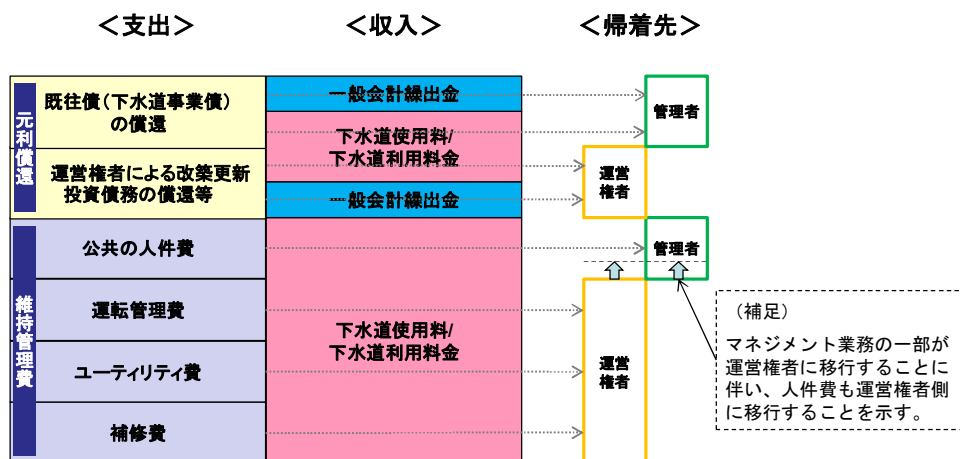 ＜支出＞
＜収入＞
＜帰着先＞
元利償還
既往債（下水道事業債）
の償還
運営権者による改築更新
投資債務の償還等
一般会計繰出金
下水道使用料/
下水道利用料金
一般会計繰出金
管理者
運営
権者
維持管理費
公共の人件費
運転管理費
ユーティリティ費
補修費
下水道使用料/
下水道利用料金
管理者
運営
権者
（補足）
マネジメント業務の一部が
運営権者に移行することに
伴い、人件費も運営権者側
に移行することを示す。